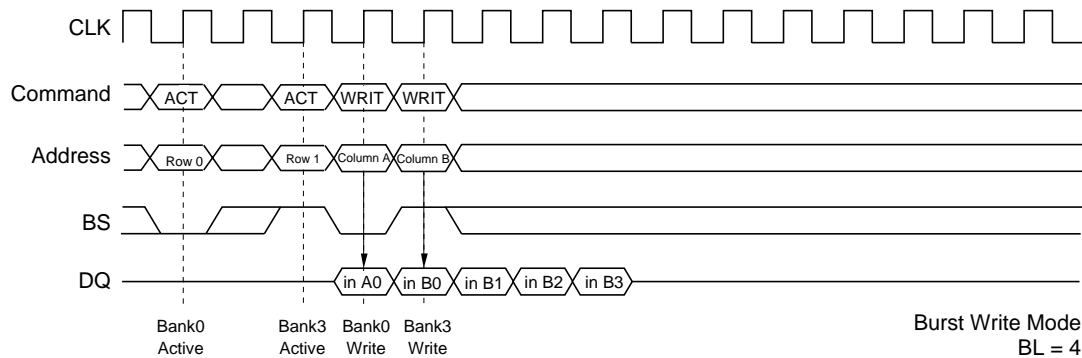 CLK
Command ACT ACT WRIT WRIT
Address Row 0 Row 1 Column A Column B
BS
DQ in A0 in B0 in B1 in B2 in B3
Bank0 Bank3 Bank0 Bank3
Active Active Write Write
Burst Write Mode
BL = 4